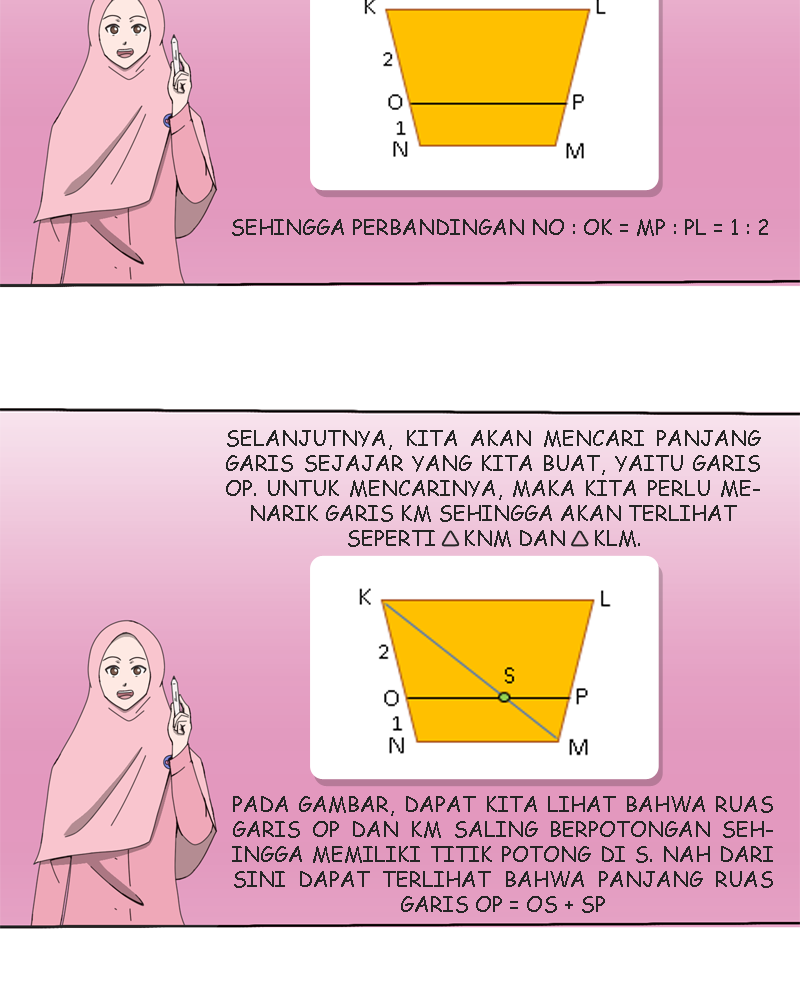 K L
2
O P
1
N M
SEHINGGA PERBANDINGAN NO : OK = MP : PL = 1 : 2
SELANJUTNYA, KITA AKAN MENCARI PANJANG
GARIS SEJAJAR YANG KITA BUAT, YAITU GARIS
OP. UNTUK MENCARINYA, MAKA KITA PERLU ME-
NARIK GARIS KM SEHINGGA AKAN TERLIHAT
SEPERTI △KNM DAN △KLM.
K L
2
S
O P
1
N M
PADA GAMBAR, DAPAT KITA LIHAT BAHWA RUAS
GARIS OP DAN KM SALING BERPOTONGAN SEH-
INGGA MEMILIKI TITIK POTONG DI S. NAH DARI
SINI DAPAT TERLIHAT BAHWA PANJANG RUAS
GARIS OP = OS + SP